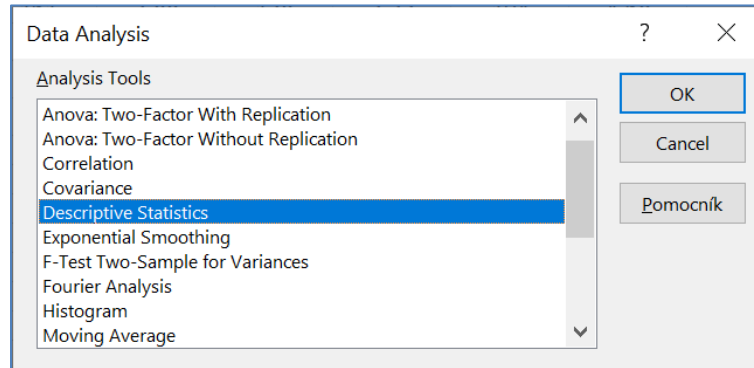 Data Analysis
?
Analysis Tools
Anova: Two-Factor With Replication
Anova: Two-Factor Without Replication
Correlation
Covariance
Descriptive Statistics
Exponential Smoothing
F-Test Two-Sample for Variances
Fourier Analysis
Histogram
Moving Average
OK
Cancel
Pomocník